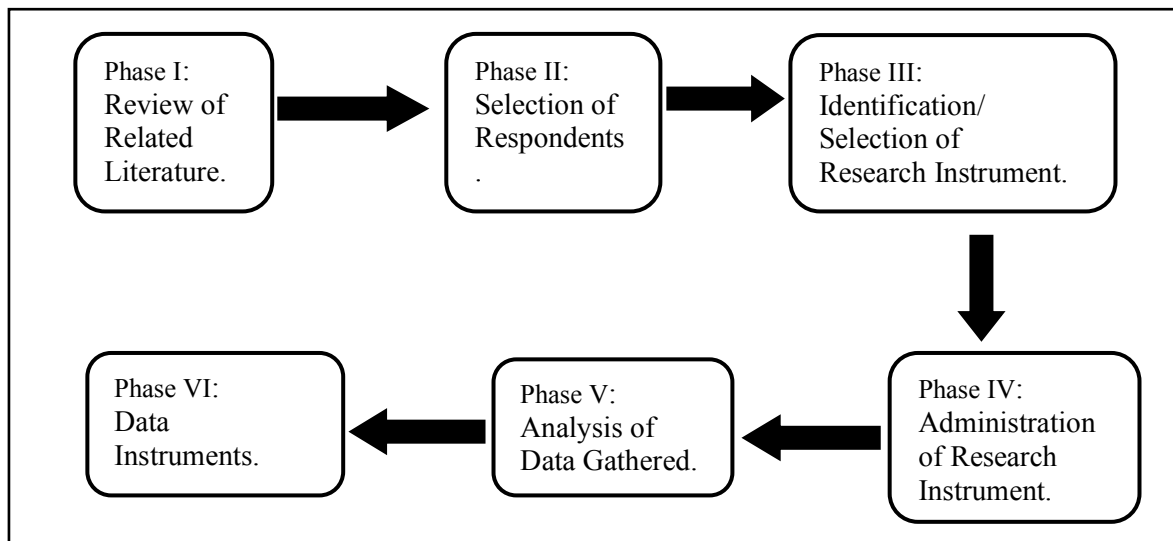 Phase I:
Review of
Related
Literature.
Phase II:
Selection of
Respondents
.
Phase III:
Identification/
Selection of
Research Instrument.
Phase IV:
Administration
of Research
Instrument.
Phase V:
Analysis of
Data Gathered.
Phase VI:
Data
Instruments.